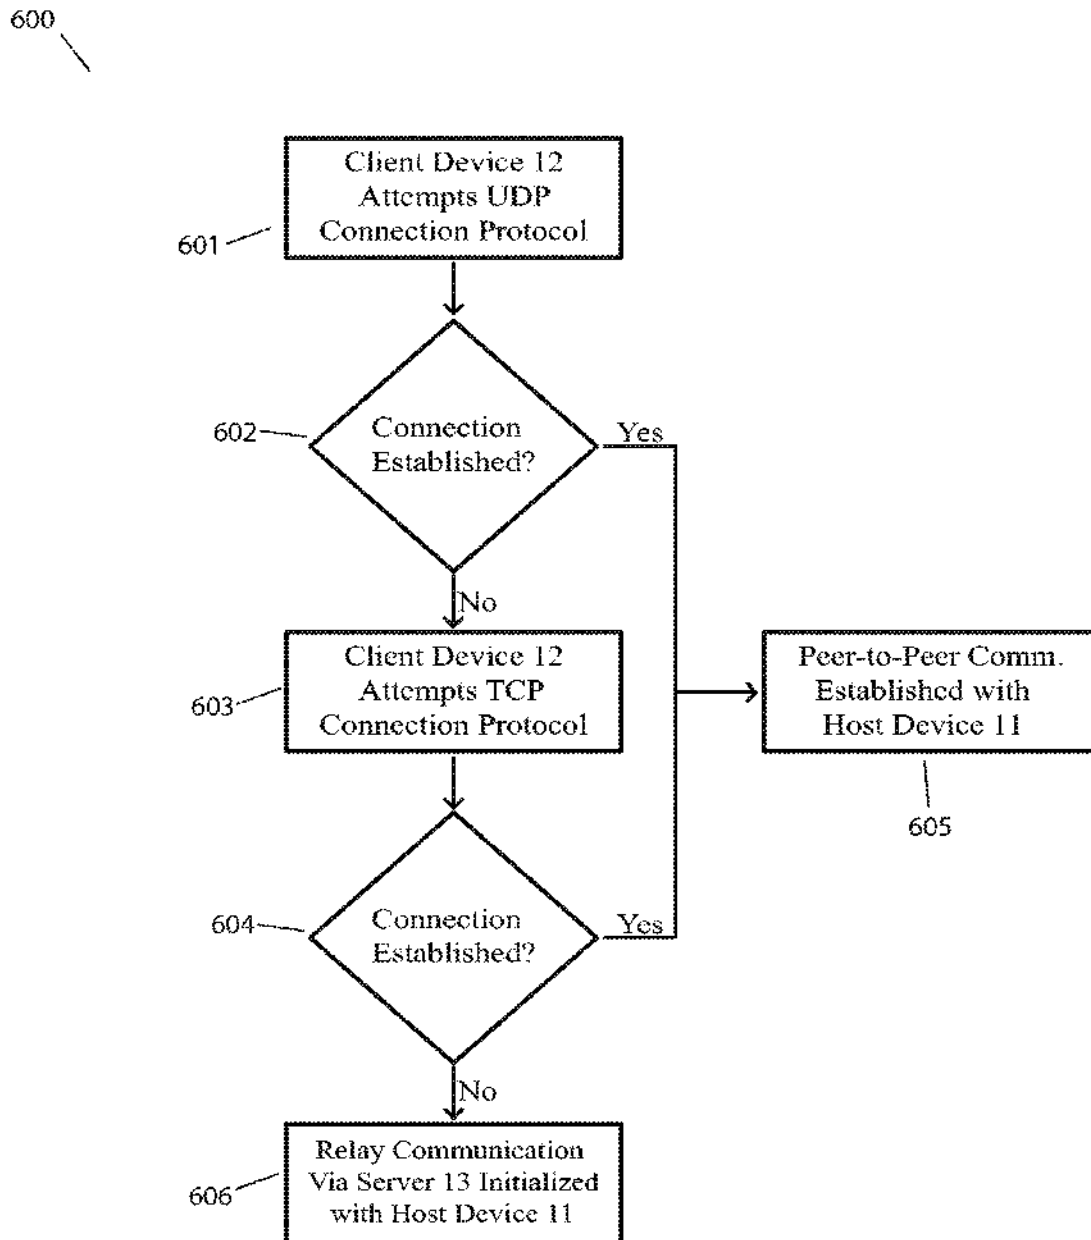 600
Client Device 12
Attempts UDP
Connection Protocol
601
602
Connection
Established?
Yes
No
Client Device 12
Attempts TCP
Connection Protocol
603
Peer-to-Peer Comm.
Established with
Host Device 11
605
604
Connection
Established?
Yes
No
Relay Communication
Via Server 13 Initialized
with Host Device 11
606